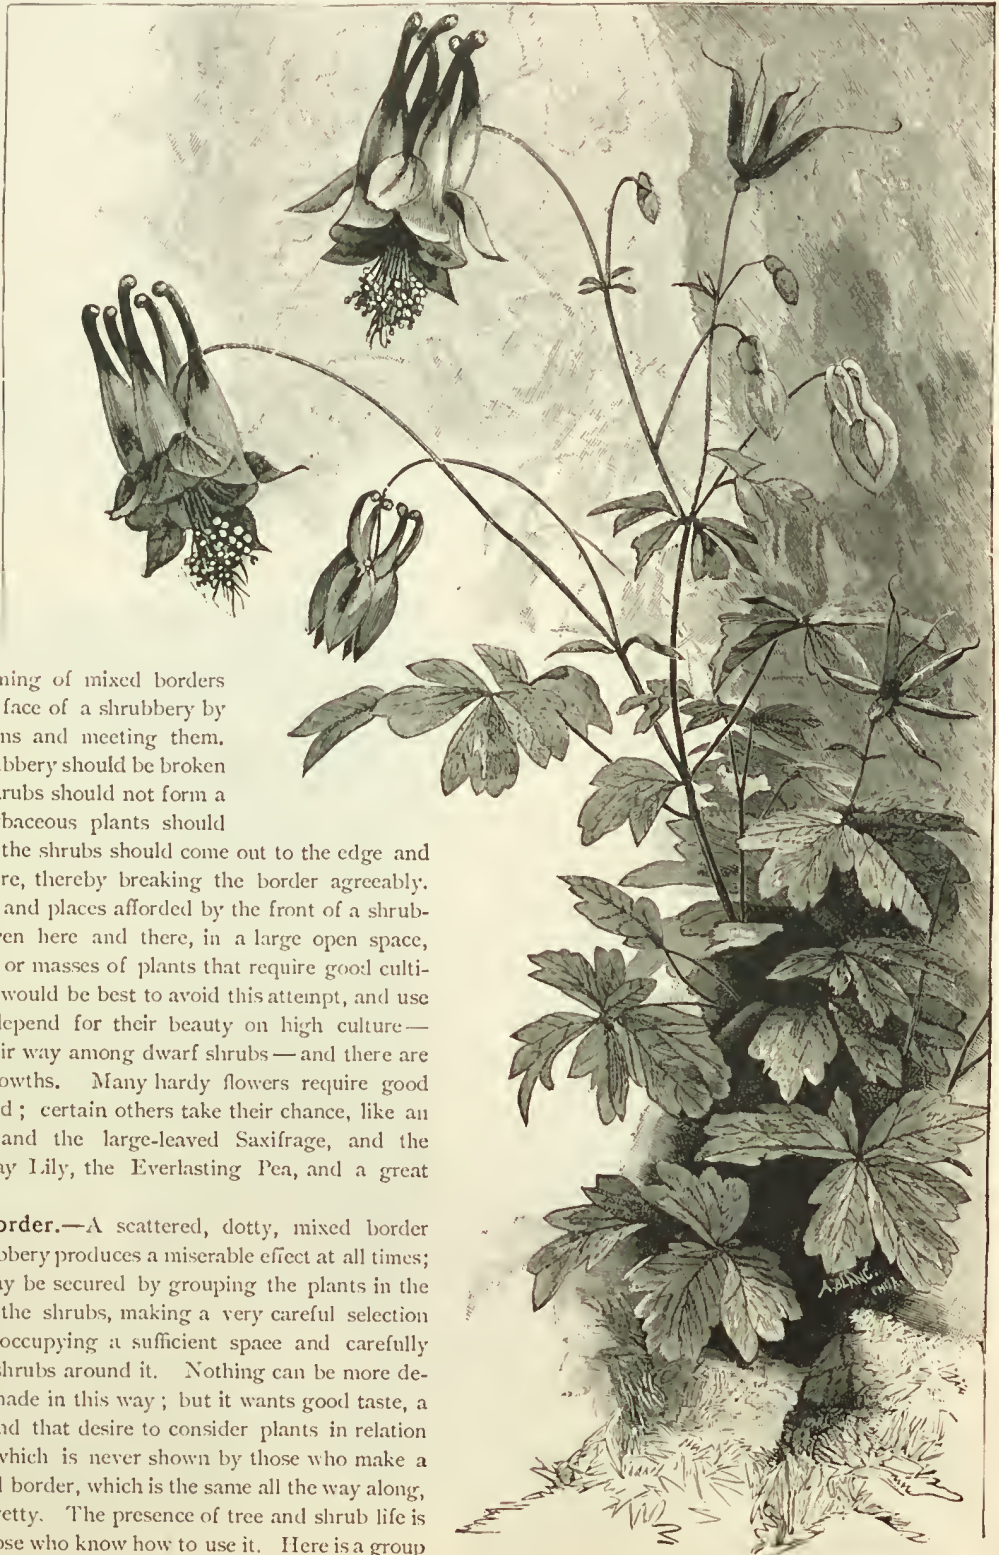 ning of mixed borders
face of a shrubbery by
ns and meeting them.
bbery should be broken
rubs should not form a
baceous plants should
the shrubs should come out to the edge and
re, thereby breaking the border agreeably.
and places afforded by the front of a shrub-
en here and there, in a large open space,
or masses of plants that require good culti-
would be best to avoid this attempt, and use
depend for their beauty on high culture—
ir way among dwarf shrubs—and there are
owths. Many hardy flowers require good
d; certain others take their chance, like an
and the large-leaved Saxifrage, and the
ay Lily, the Everlasting Pea, and a great
order.—A scattered, dotty, mixed border
bbery produces a miserable effect at all times;
ay be secured by grouping the plants in the
the shrubs, making a very careful selection
occupying a sufficient space and carefully
shrubs around it. Nothing can be more de-
nade in this way; but it wants good taste, a
nd that desire to consider plants in relation
which is never shown by those who make a
l border, which is the same all the way along,
retty. The presence of tree and shrub life is
ose who know how to use it. Here is a group
A. BLANC.
PHILA.